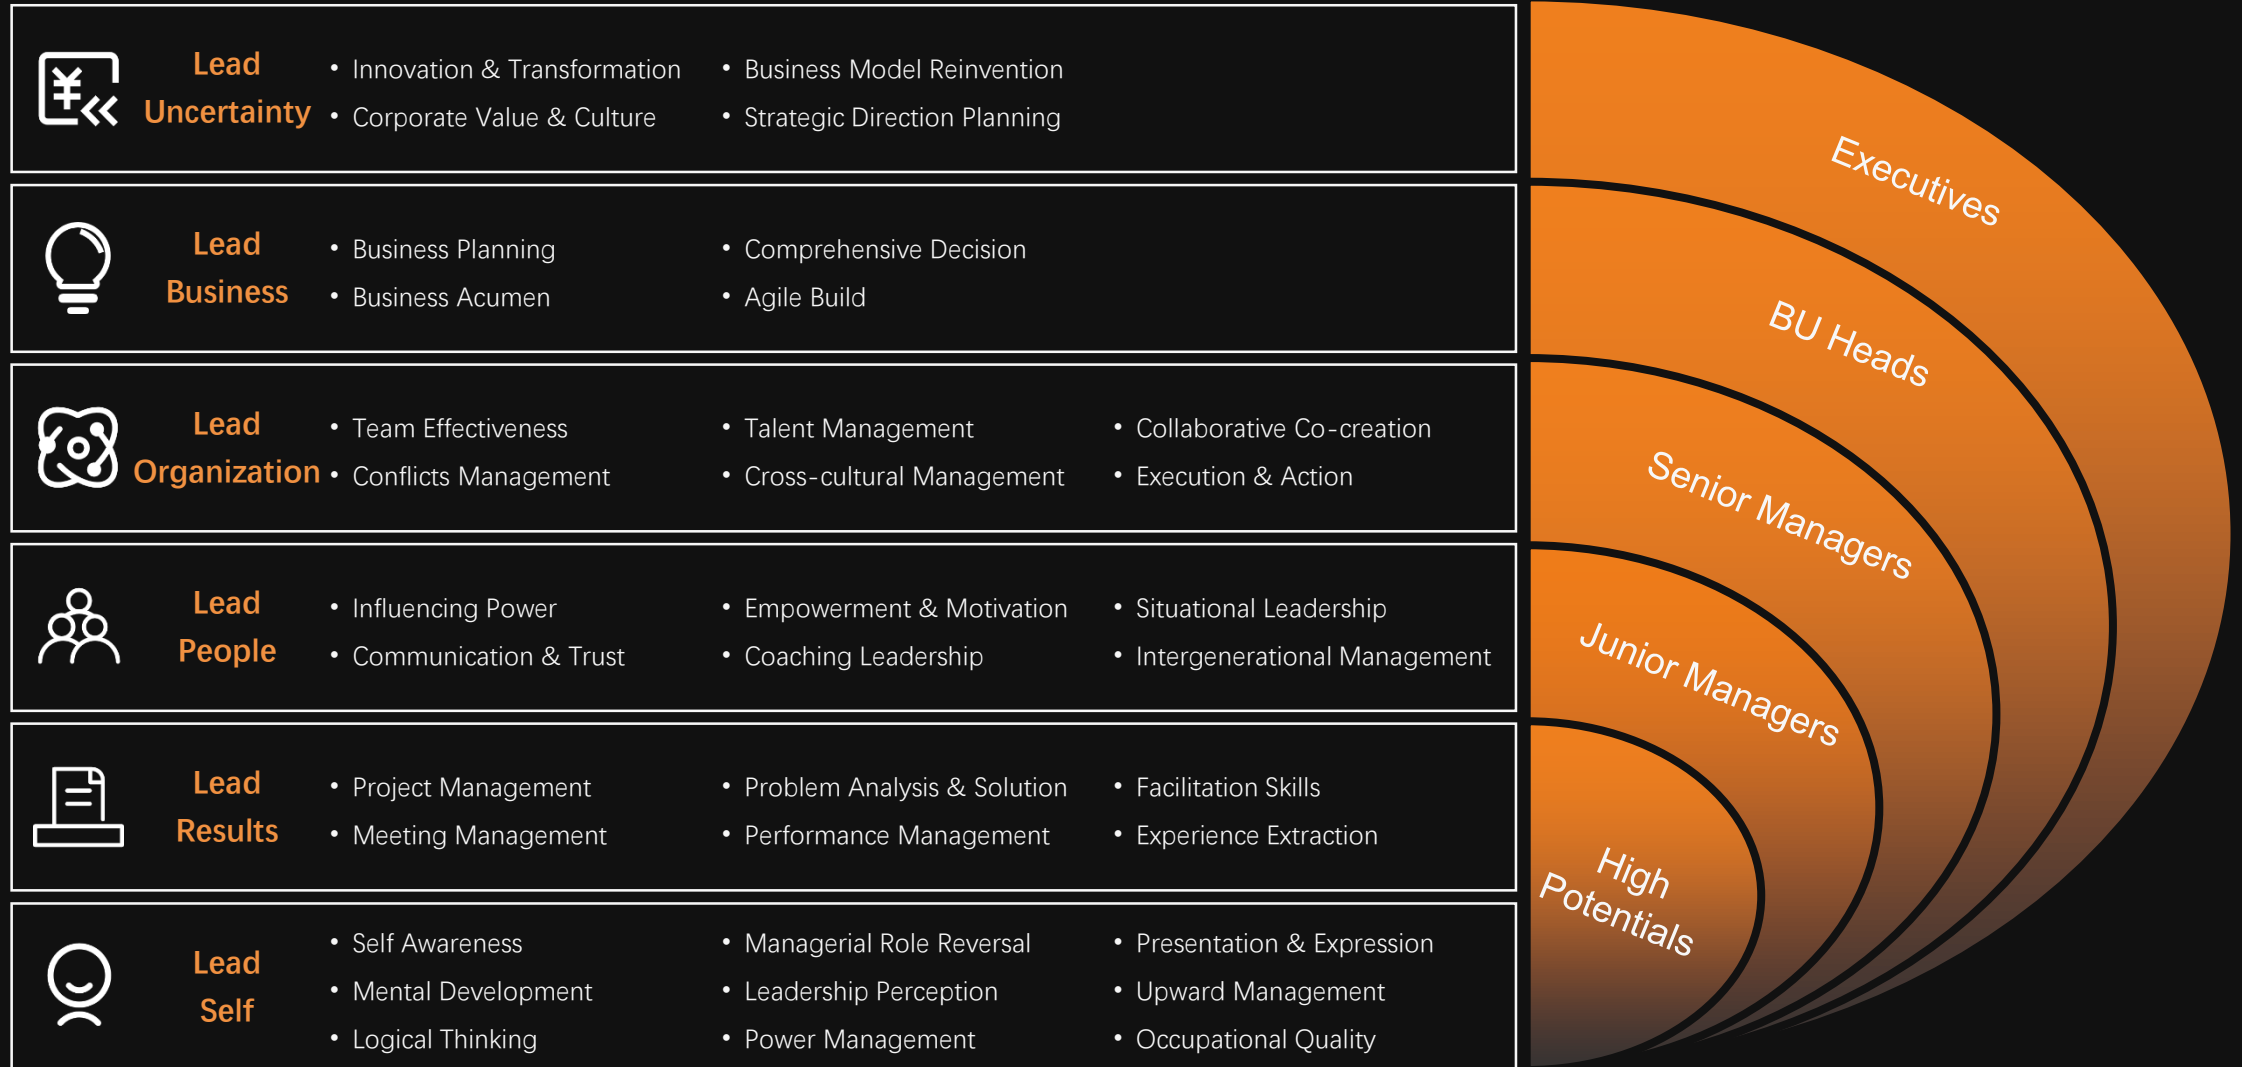 Lead
Uncertainty
• Innovation & Transformation
• Corporate Value & Culture
• Business Model Reinvention
• Strategic Direction Planning
Lead
Business
• Business Planning
• Business Acumen
• Comprehensive Decision
• Agile Build
Lead
Organization
• Team Effectiveness
• Conflicts Management
• Talent Management
• Cross-cultural Management
• Collaborative Co-creation
• Execution & Action
Lead
People
• Influencing Power
• Communication & Trust
• Empowerment & Motivation
• Coaching Leadership
• Situational Leadership
• Intergenerational Management
Lead
Results
• Project Management
• Meeting Management
• Problem Analysis & Solution
• Performance Management
• Facilitation Skills
• Experience Extraction
Lead
Self
• Self Awareness
• Mental Development
• Logical Thinking
• Managerial Role Reversal
• Leadership Perception
• Power Management
• Presentation & Expression
• Upward Management
• Occupational Quality
Executives
BU Heads
Senior Managers
Junior Managers
High
Potentials